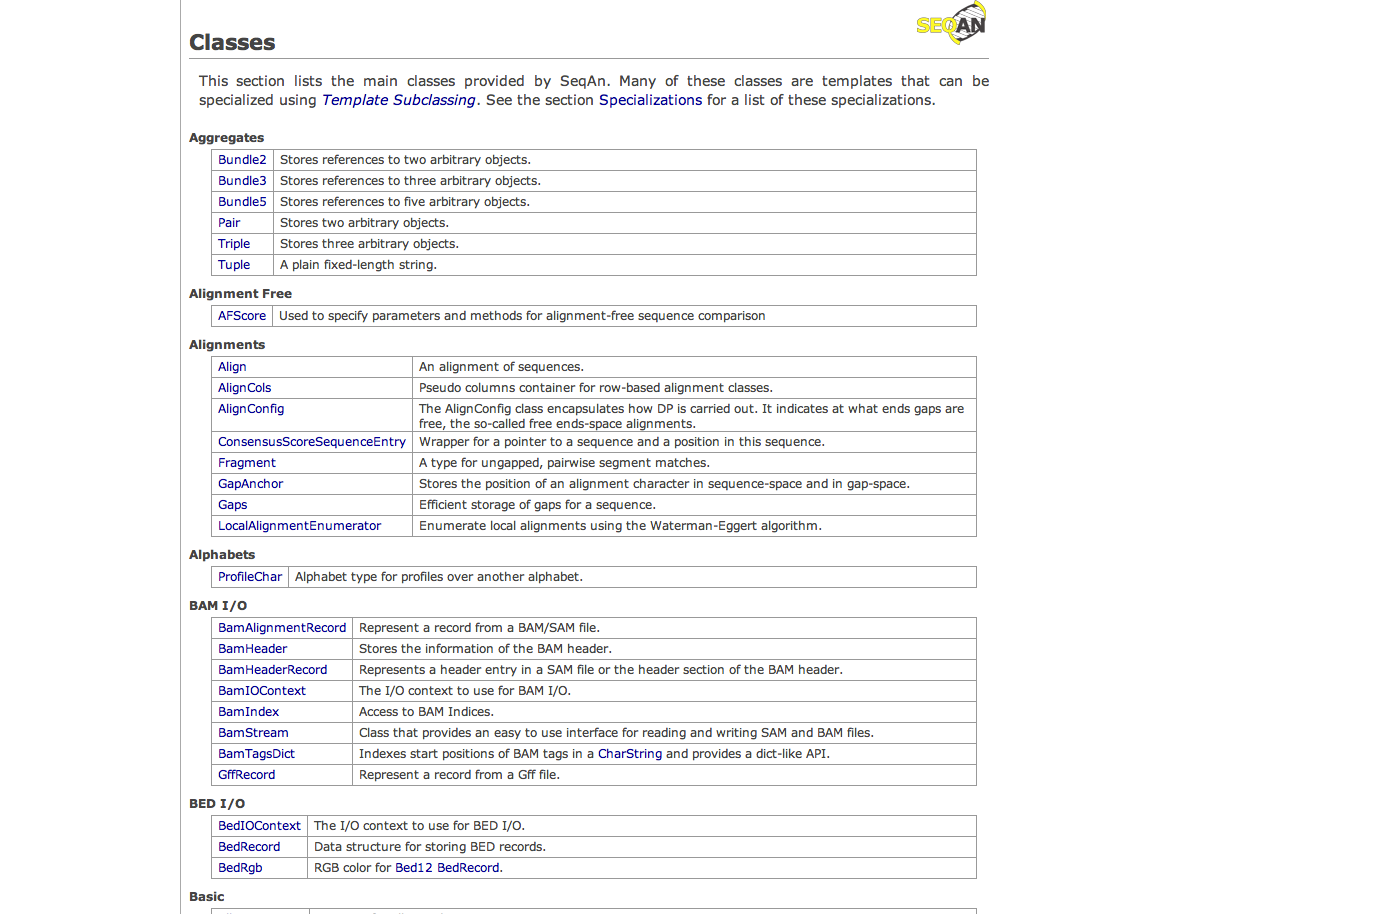 SEQAN
Classes
This section lists the main classes provided by SeqAn. Many of these classes are templates that can be
specialized using Template Subclassing. See the section Specializations for a list of these specializations.
Aggregates
Bundle2 Stores references to two arbitrary objects.
Bundle3 Stores references to three arbitrary objects.
Bundle5 Stores references to five arbitrary objects.
Pair Stores two arbitrary objects.
Triple Stores three arbitrary objects.
Tuple A plain fixed-length string.
Alignment Free
AFScore Used to specify parameters and methods for alignment-free sequence comparison
Alignments
Align An alignment of sequences.
AlignCols Pseudo columns container for row-based alignment classes.
AlignConfig The AlignConfig class encapsulates how DP is carried out. It indicates at what ends gaps are
free, the so-called free ends-space alignments.
ConsensusScoreSequenceEntry Wrapper for a pointer to a sequence and a position in this sequence.
Fragment A type for ungapped, pairwise segment matches.
GapAnchor Stores the position of an alignment character in sequence-space and in gap-space.
Gaps Efficient storage of gaps for a sequence.
LocalAlignmentEnumerator Enumerate local alignments using the Waterman-Eggert algorithm.
Alphabets
ProfileChar Alphabet type for profiles over another alphabet.
BAM I/O
BamAlignmentRecord Represent a record from a BAM/SAM file.
BamHeader Stores the information of the BAM header.
BamHeaderRecord Represents a header entry in a SAM file or the header section of the BAM header.
BamIOContext The I/O context to use for BAM I/O.
BamIndex Access to BAM Indices.
BamStream Class that provides an easy to use interface for reading and writing SAM and BAM files.
BamTagsDict Indexes start positions of BAM tags in a CharString and provides a dict-like API.
GffRecord Represent a record from a Gff file.
BED I/O
BedIOContext The I/O context to use for BED I/O.
BedRecord Data structure for storing BED records.
BedRgb RGB color for Bed12 BedRecord.
Basic